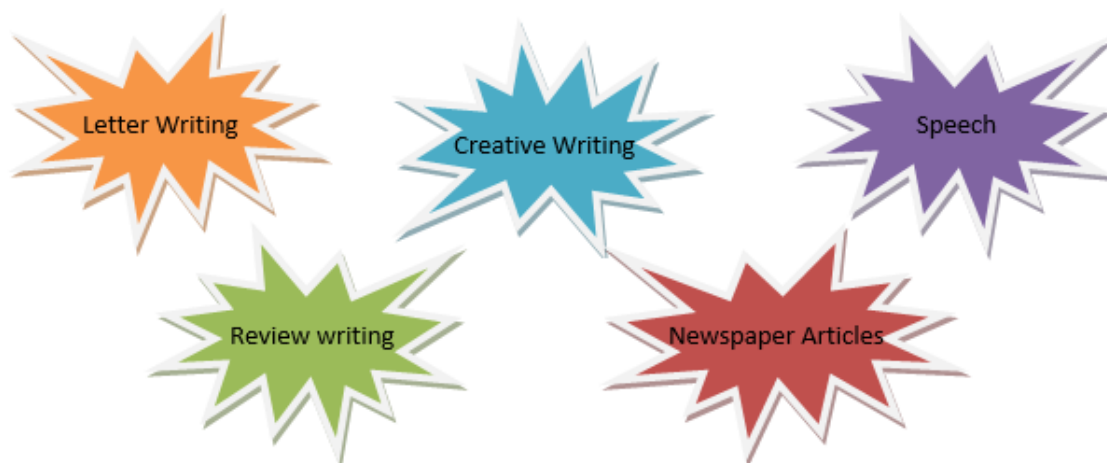 Letter Writing
Creative Writing
Speech
Review writing
Newspaper Articles